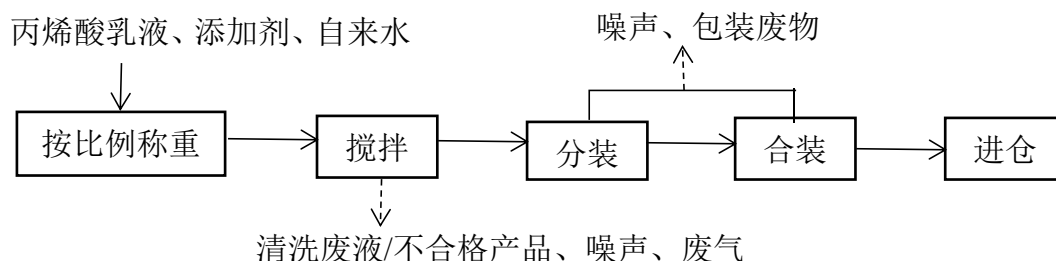 丙烯酸乳液、添加剂、自来水
噪声、包装废物
按比例称重
搅拌
分装
合装
进仓
清洗废液/不合格产品、噪声、废气